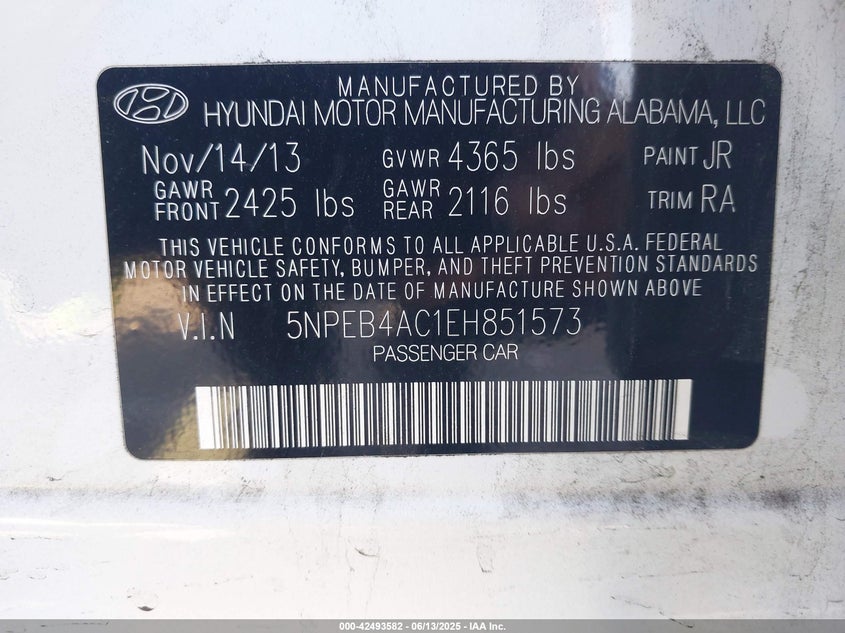 MANUFACTURED BY
HYUNDAI MOTOR MANUFACTURING ALABAMA, LLC
Nov/14/13 GVWR 4365 lbs PAINT JR
GAWR FRONT 2425 lbs GAWR REAR 2116 lbs TRIM RA
THIS VEHICLE CONFORMS TO ALL APPLICABLE U.S.A. FEDERAL
MOTOR VEHICLE SAFETY, BUMPER, AND THEFT PREVENTION STANDARDS
IN EFFECT ON THE DATE OF MANUFACTURE SHOWN ABOVE
V.I.N 5NPEB4AC1EH851573
PASSENGER CAR
000-42493582 - 06/13/2025 - IAA Inc.